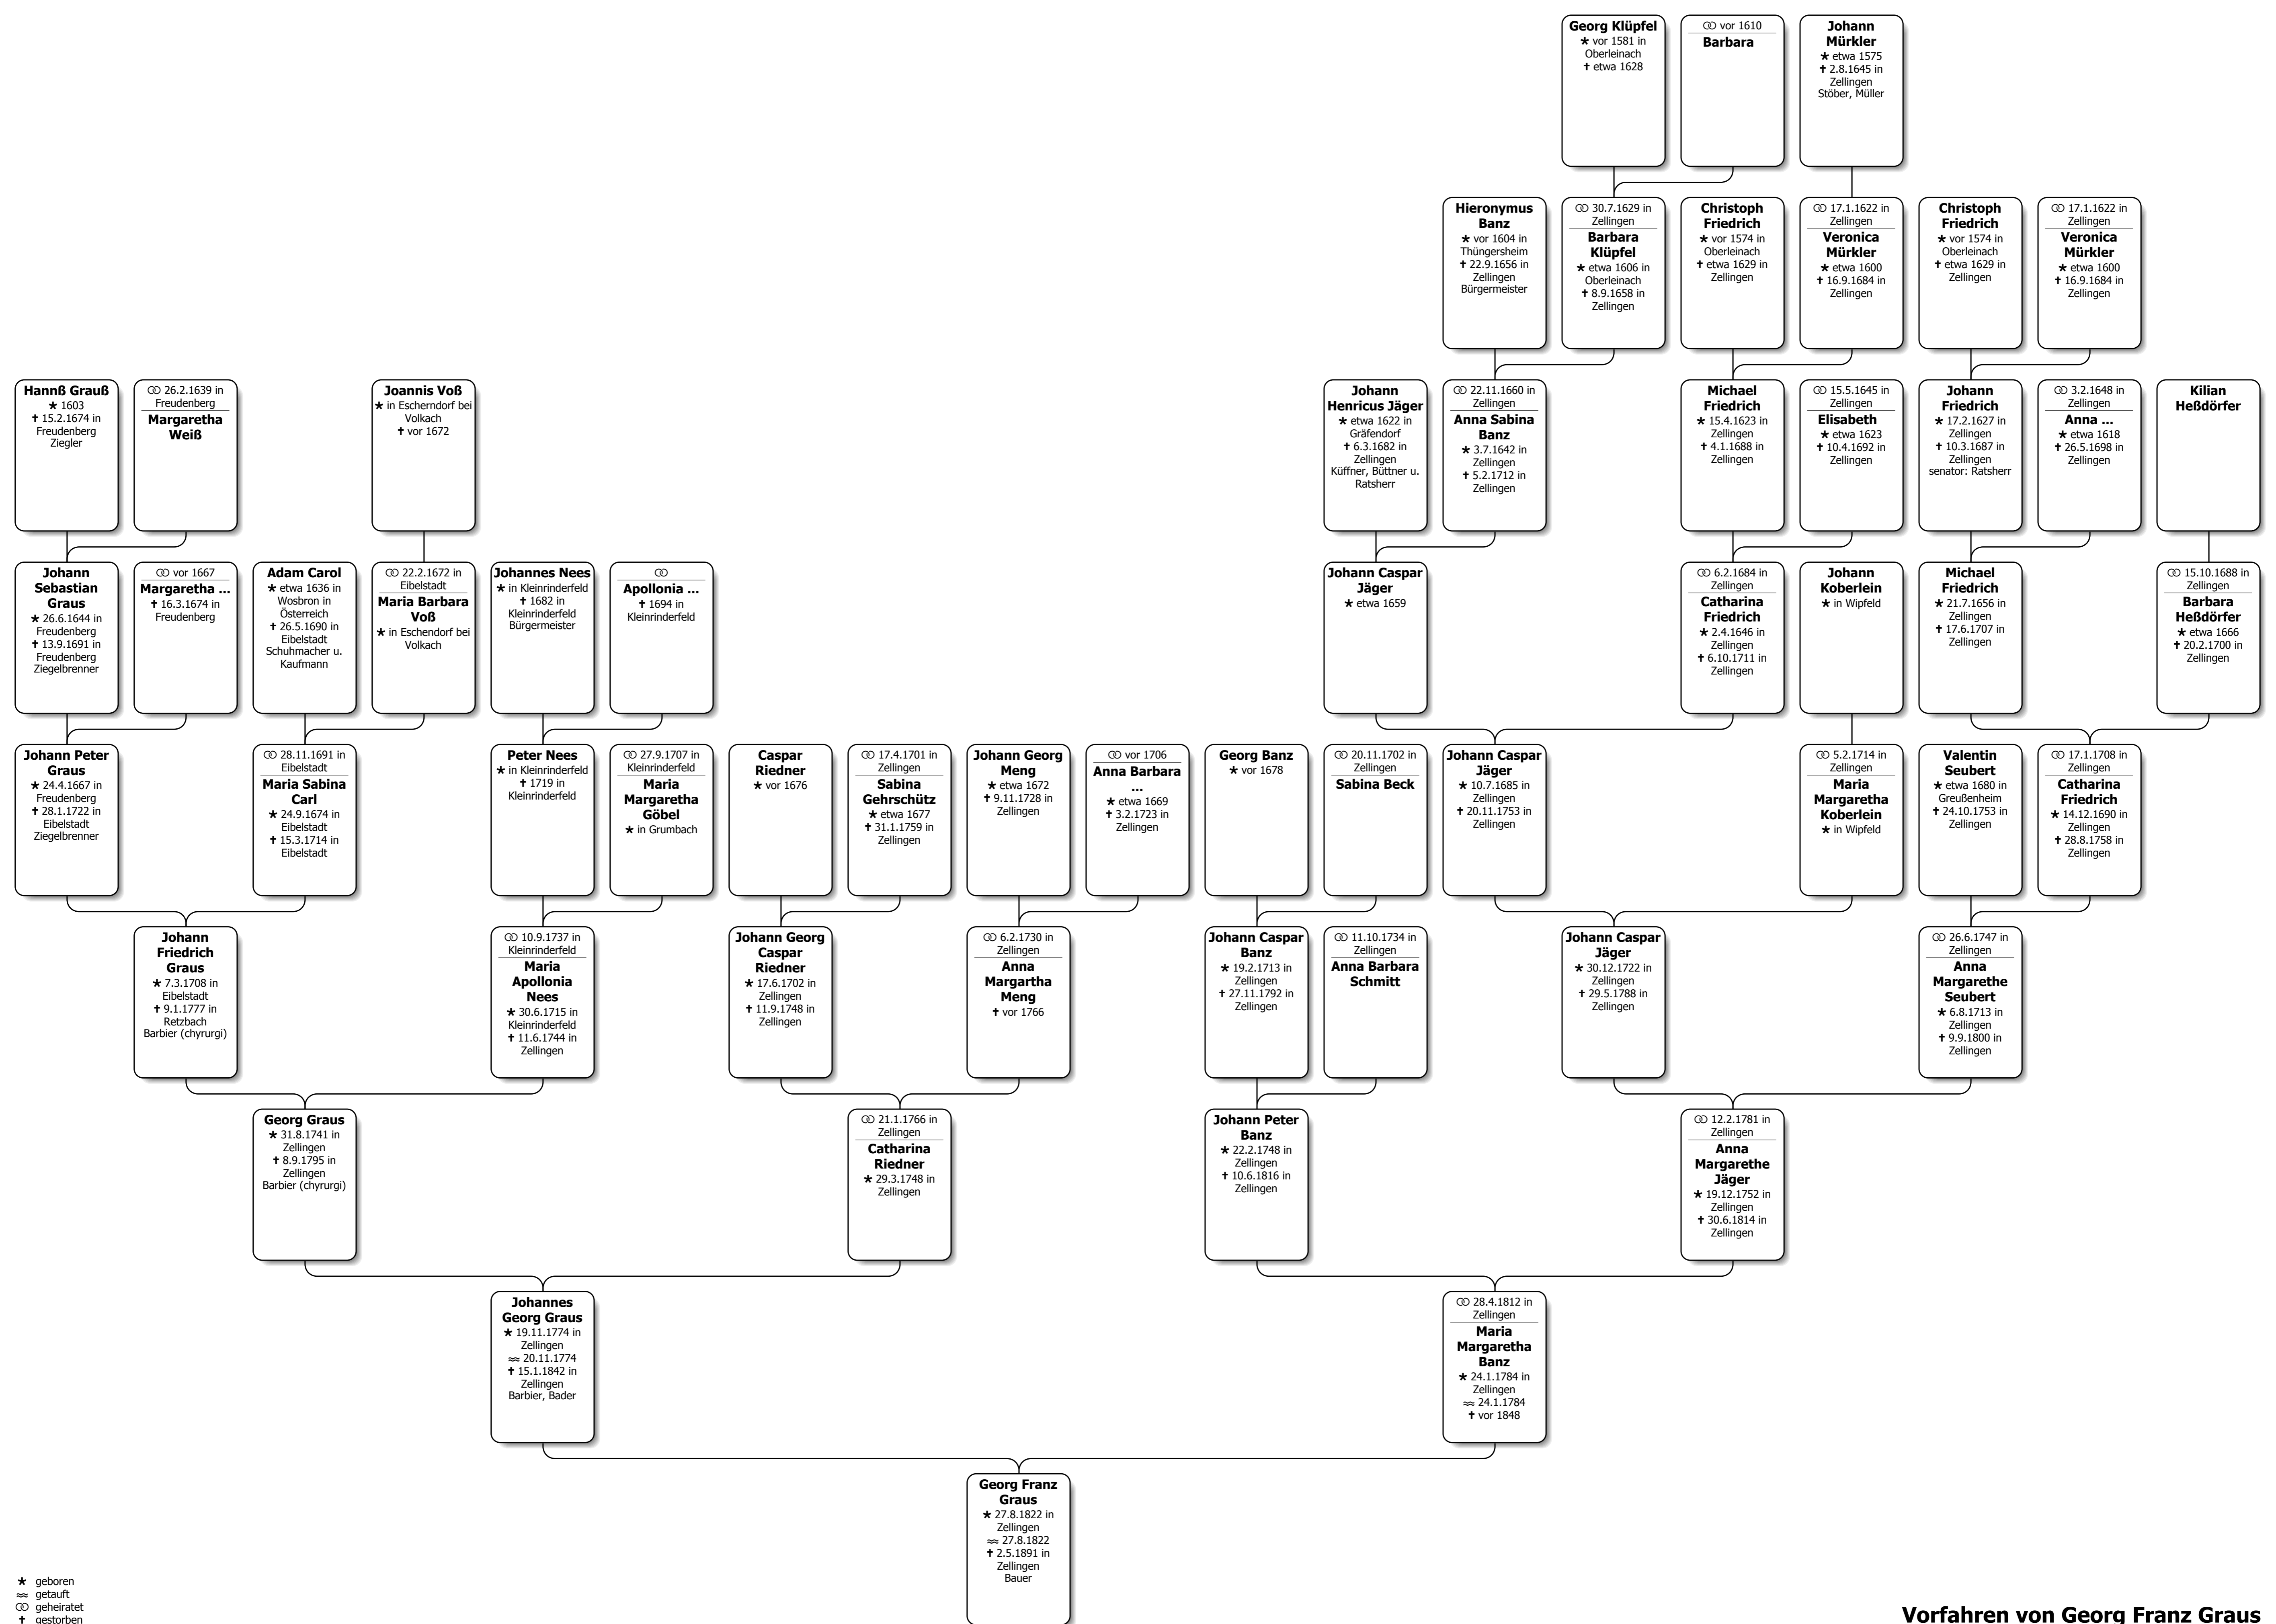 Georg Klüpfel
★ vor 1581 in
Oberleinach
✝ etwa 1628
⚭ vor 1610
Barbara
Johann
Mürkler
★ etwa 1575
✝ 2.8.1645 in
Zellingen
Stöber, Müller
Hieronymus
Banz
★ vor 1604 in
Thüngersheim
✝ 22.9.1656 in
Zellingen
Bürgermeister
⚭ 30.7.1629 in
Zellingen
Barbara
Klüpfel
★ etwa 1606 in
Oberleinach
✝ 8.9.1658 in
Zellingen
Christoph
Friedrich
★ vor 1574 in
Oberleinach
✝ etwa 1629 in
Zellingen
⚭ 17.1.1622 in
Zellingen
Veronica
Mürkler
★ etwa 1600
✝ 16.9.1684 in
Zellingen
Christoph
Friedrich
★ vor 1574 in
Oberleinach
✝ etwa 1629 in
Zellingen
⚭ 17.1.1622 in
Zellingen
Veronica
Mürkler
★ etwa 1600
✝ 16.9.1684 in
Zellingen
Hannß Grauß
★ 1603
✝ 15.2.1674 in
Freudenberg
Ziegler
⚭ 26.2.1639 in
Freudenberg
Margaretha
Weiß
Joannis Voß
★ in Escherndorf bei
Volkach
✝ vor 1672
Johann
Henricus Jäger
★ etwa 1622 in
Gräfendorf
✝ 6.3.1682 in
Zellingen
Küffner, Büttner u.
Ratsherr
⚭ 22.11.1660 in
Zellingen
Anna Sabina
Banz
★ 3.7.1642 in
Zellingen
✝ 5.2.1712 in
Zellingen
Michael
Friedrich
★ 15.4.1623 in
Zellingen
✝ 4.1.1688 in
Zellingen
⚭ 15.5.1645 in
Zellingen
Elisabeth
★ etwa 1623
✝ 10.4.1692 in
Zellingen
Johann
Friedrich
★ 17.2.1627 in
Zellingen
✝ 10.3.1687 in
Zellingen
senator: Ratsherr
⚭ 3.2.1648 in
Zellingen
Anna ...
★ etwa 1618
✝ 26.5.1698 in
Zellingen
Kilian
Heßdörfer
Johann
Sebastian
Graus
★ 26.6.1644 in
Freudenberg
✝ 13.9.1691 in
Freudenberg
Ziegelbrenner
⚭ vor 1667
Margaretha ...
✝ 16.3.1674 in
Freudenberg
Adam Carol
★ etwa 1636 in
Wosbron in
Österreich
✝ 26.5.1690 in
Eibelstadt
Schuhmacher u.
Kaufmann
⚭ 22.2.1672 in
Eibelstadt
Maria Barbara
Voß
★ in Eschendorf bei
Volkach
Johannes Nees
★ in Kleinrinderfeld
✝ 1682 in
Kleinrinderfeld
Bürgermeister
⚭
Apollonia ...
✝ 1694 in
Kleinrinderfeld
Johann Caspar
Jäger
★ etwa 1659
⚭ 6.2.1684 in
Zellingen
Catharina
Friedrich
★ 2.4.1646 in
Zellingen
✝ 6.10.1711 in
Zellingen
Johann
Koberlein
★ in Wipfeld
Michael
Friedrich
★ 21.7.1656 in
Zellingen
✝ 17.6.1707 in
Zellingen
⚭ 15.10.1688 in
Zellingen
Barbara
Heßdörfer
★ etwa 1666
✝ 20.2.1700 in
Zellingen
Johann Peter
Graus
★ 24.4.1667 in
Freudenberg
✝ 28.1.1722 in
Eibelstadt
Ziegelbrenner
⚭ 28.11.1691 in
Eibelstadt
Maria Sabina
Carl
★ 24.9.1674 in
Eibelstadt
✝ 15.3.1714 in
Eibelstadt
Peter Nees
★ in Kleinrinderfeld
✝ 1719 in
Kleinrinderfeld
⚭ 27.9.1707 in
Kleinrinderfeld
Maria
Margaretha
Göbel
★ in Grumbach
Caspar
Riedner
★ vor 1676
⚭ 17.4.1701 in
Zellingen
Sabina
Gehrschütz
★ etwa 1677
✝ 31.1.1759 in
Zellingen
Johann Georg
Meng
★ etwa 1672
✝ 9.11.1728 in
Zellingen
⚭ vor 1706
Anna Barbara
...
★ etwa 1669
✝ 3.2.1723 in
Zellingen
Georg Banz
★ vor 1678
⚭ 20.11.1702 in
Zellingen
Sabina Beck
Johann Caspar
Jäger
★ 10.7.1685 in
Zellingen
✝ 20.11.1753 in
Zellingen
⚭ 5.2.1714 in
Zellingen
Maria
Margaretha
Koberlein
★ in Wipfeld
Valentin
Seubert
★ etwa 1680 in
Greußenheim
✝ 24.10.1753 in
Zellingen
⚭ 17.1.1708 in
Zellingen
Catharina
Friedrich
★ 14.12.1690 in
Zellingen
✝ 28.8.1758 in
Zellingen
Johann
Friedrich
Graus
★ 7.3.1708 in
Eibelstadt
✝ 9.1.1777 in
Retzbach
Barbier (chyrurgi)
⚭ 10.9.1737 in
Kleinrinderfeld
Maria
Apollonia
Nees
★ 30.6.1715 in
Kleinrinderfeld
✝ 11.6.1744 in
Zellingen
Johann Georg
Caspar
Riedner
★ 17.6.1702 in
Zellingen
✝ 11.9.1748 in
Zellingen
⚭ 6.2.1730 in
Zellingen
Anna
Margartha
Meng
✝ vor 1766
Johann Caspar
Banz
★ 19.2.1713 in
Zellingen
✝ 27.11.1792 in
Zellingen
⚭ 11.10.1734 in
Zellingen
Anna Barbara
Schmitt
Johann Caspar
Jäger
★ 30.12.1722 in
Zellingen
✝ 29.5.1788 in
Zellingen
⚭ 26.6.1747 in
Zellingen
Anna
Margarethe
Seubert
★ 6.8.1713 in
Zellingen
✝ 9.9.1800 in
Zellingen
Georg Graus
★ 31.8.1741 in
Zellingen
✝ 8.9.1795 in
Zellingen
Barbier (chyrurgi)
⚭ 21.1.1766 in
Zellingen
Catharina
Riedner
★ 29.3.1748 in
Zellingen
Johann Peter
Banz
★ 22.2.1748 in
Zellingen
✝ 10.6.1816 in
Zellingen
⚭ 12.2.1781 in
Zellingen
Anna
Margarethe
Jäger
★ 19.12.1752 in
Zellingen
✝ 30.6.1814 in
Zellingen
Johannes
Georg Graus
★ 19.11.1774 in
Zellingen
≈ 20.11.1774
✝ 15.1.1842 in
Zellingen
Barbier, Bader
⚭ 28.4.1812 in
Zellingen
Maria
Margaretha
Banz
★ 24.1.1784 in
Zellingen
≈ 24.1.1784
✝ vor 1848
Georg Franz
Graus
★ 27.8.1822 in
Zellingen
≈ 27.8.1822
✝ 2.5.1891 in
Zellingen
Bauer
★ geboren
≈ getauft
⚭ geheiratet
✝ gestorben
Vorfahren von Georg Franz Graus